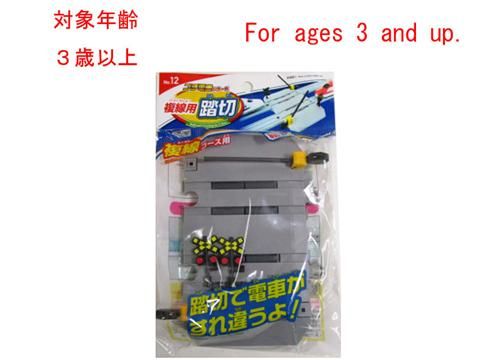 対象年齢
3歳以上
For ages 3 and up.
No.12
複線用
踏切
複線コース用
踏切で電車が
すれ違うよ!